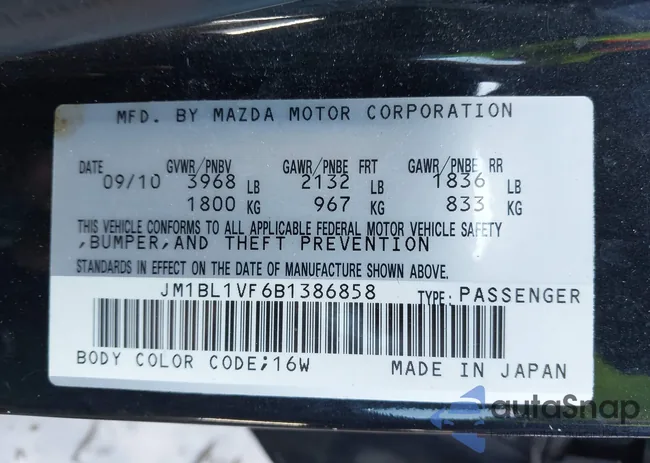 MFD. BY MAZDA MOTOR CORPORATION
DATE GVWR/PNBV GAWR/PNBE FRT GAWR/PNBE RR
09/10 3968 LB 2132 LB 1836 LB
1800 KG 967 KG 833 KG
THIS VEHICLE CONFORMS TO ALL APPLICABLE FEDERAL MOTOR VEHICLE SAFETY
,BUMPER,AND THEFT PREVENTION
STANDARDS IN EFFECT ON THE DATE OF MANUFACTURE SHOWN ABOVE.
JM1BL1VF6B1386858 TYPE: PASSENGER
BODY COLOR CODE;16W MADE IN JAPAN
autoSnap